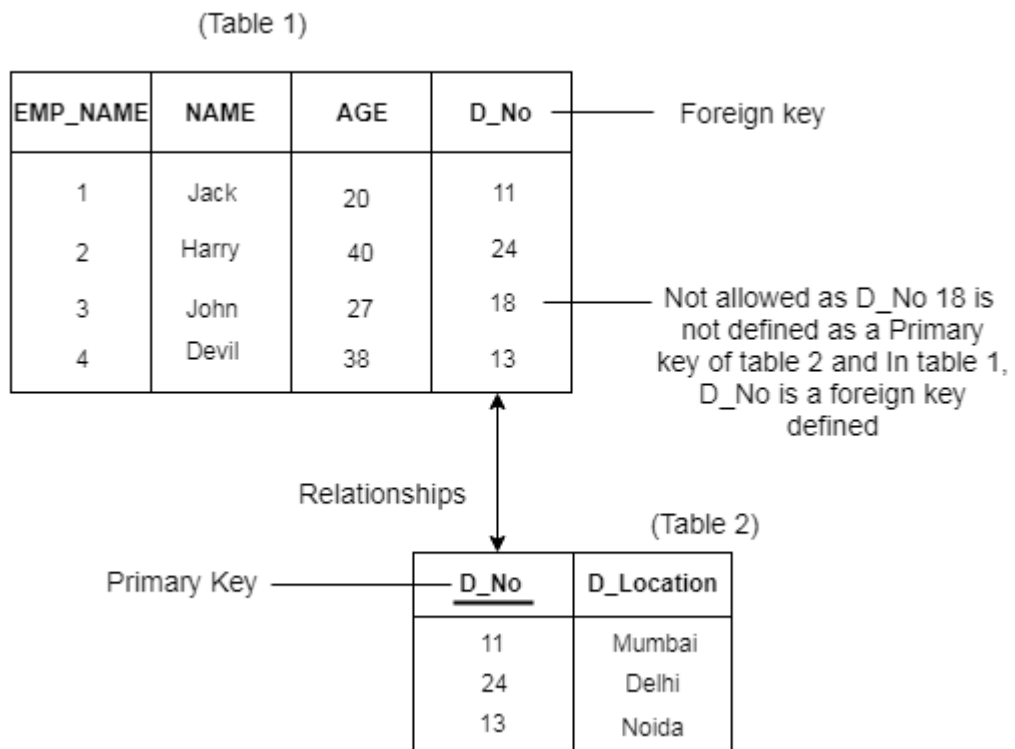 (Table 1)
EMP_NAME NAME AGE D_No Foreign key
1 Jack 20 11
2 Harry 40 24
3 John 27 18
4 Devil 38 13
Not allowed as D_No 18 is
not defined as a Primary
key of table 2 and In table 1,
D_No is a foreign key
defined
Relationships
(Table 2)
Primary Key D_No D_Location
11 Mumbai
24 Delhi
13 Noida